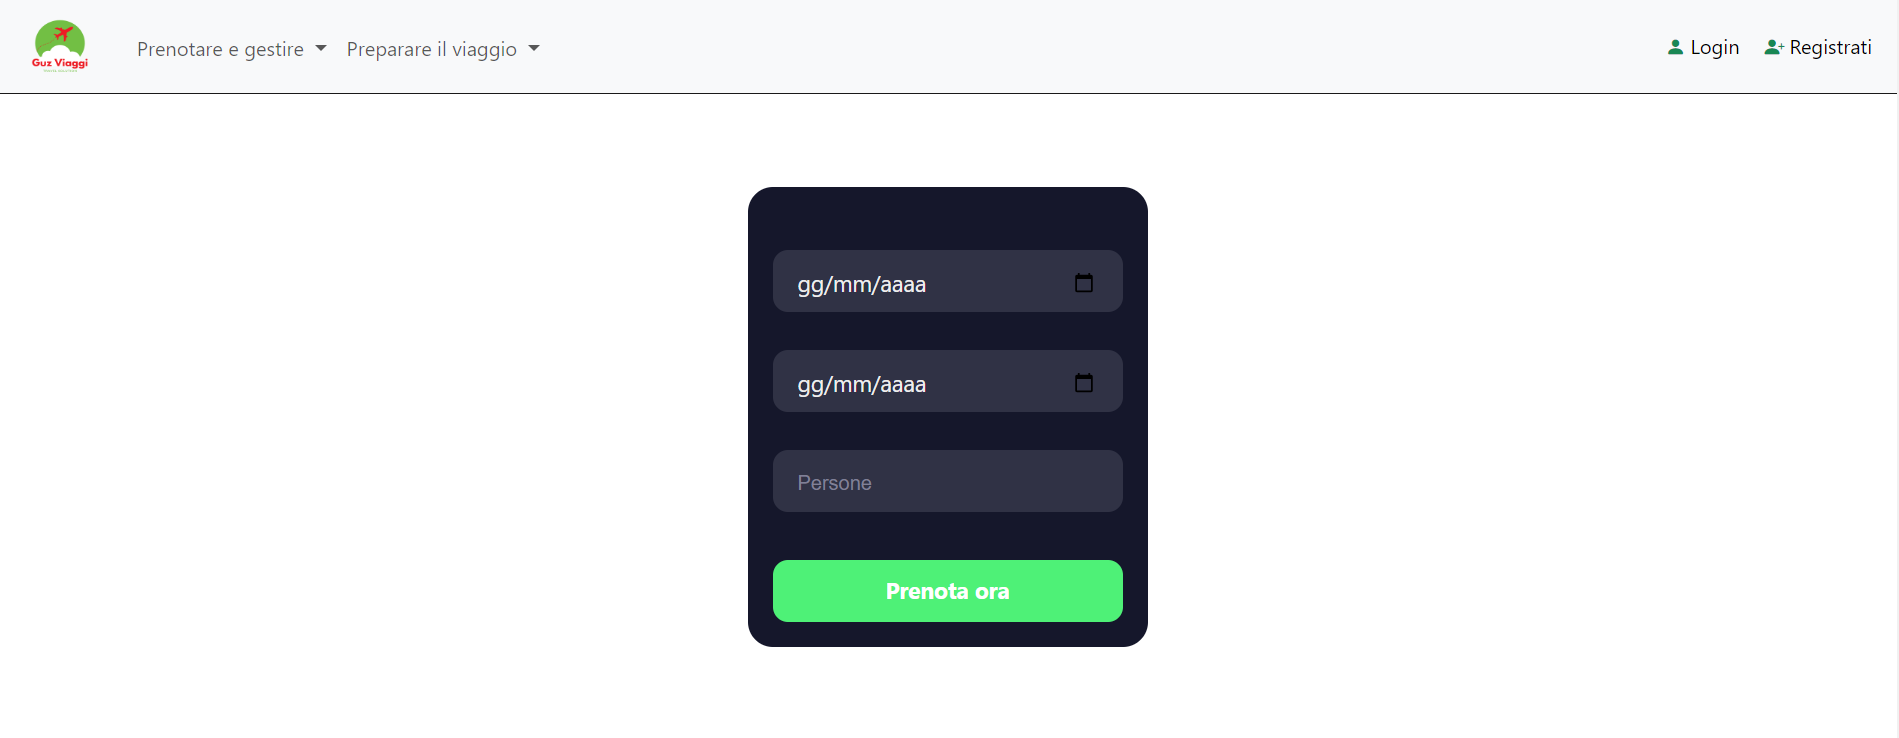 Guz Viaggi
Prenotare e gestire
Preparare il viaggio
Login
Registrati
gg/mm/aaaa
gg/mm/aaaa
Persone
Prenota ora